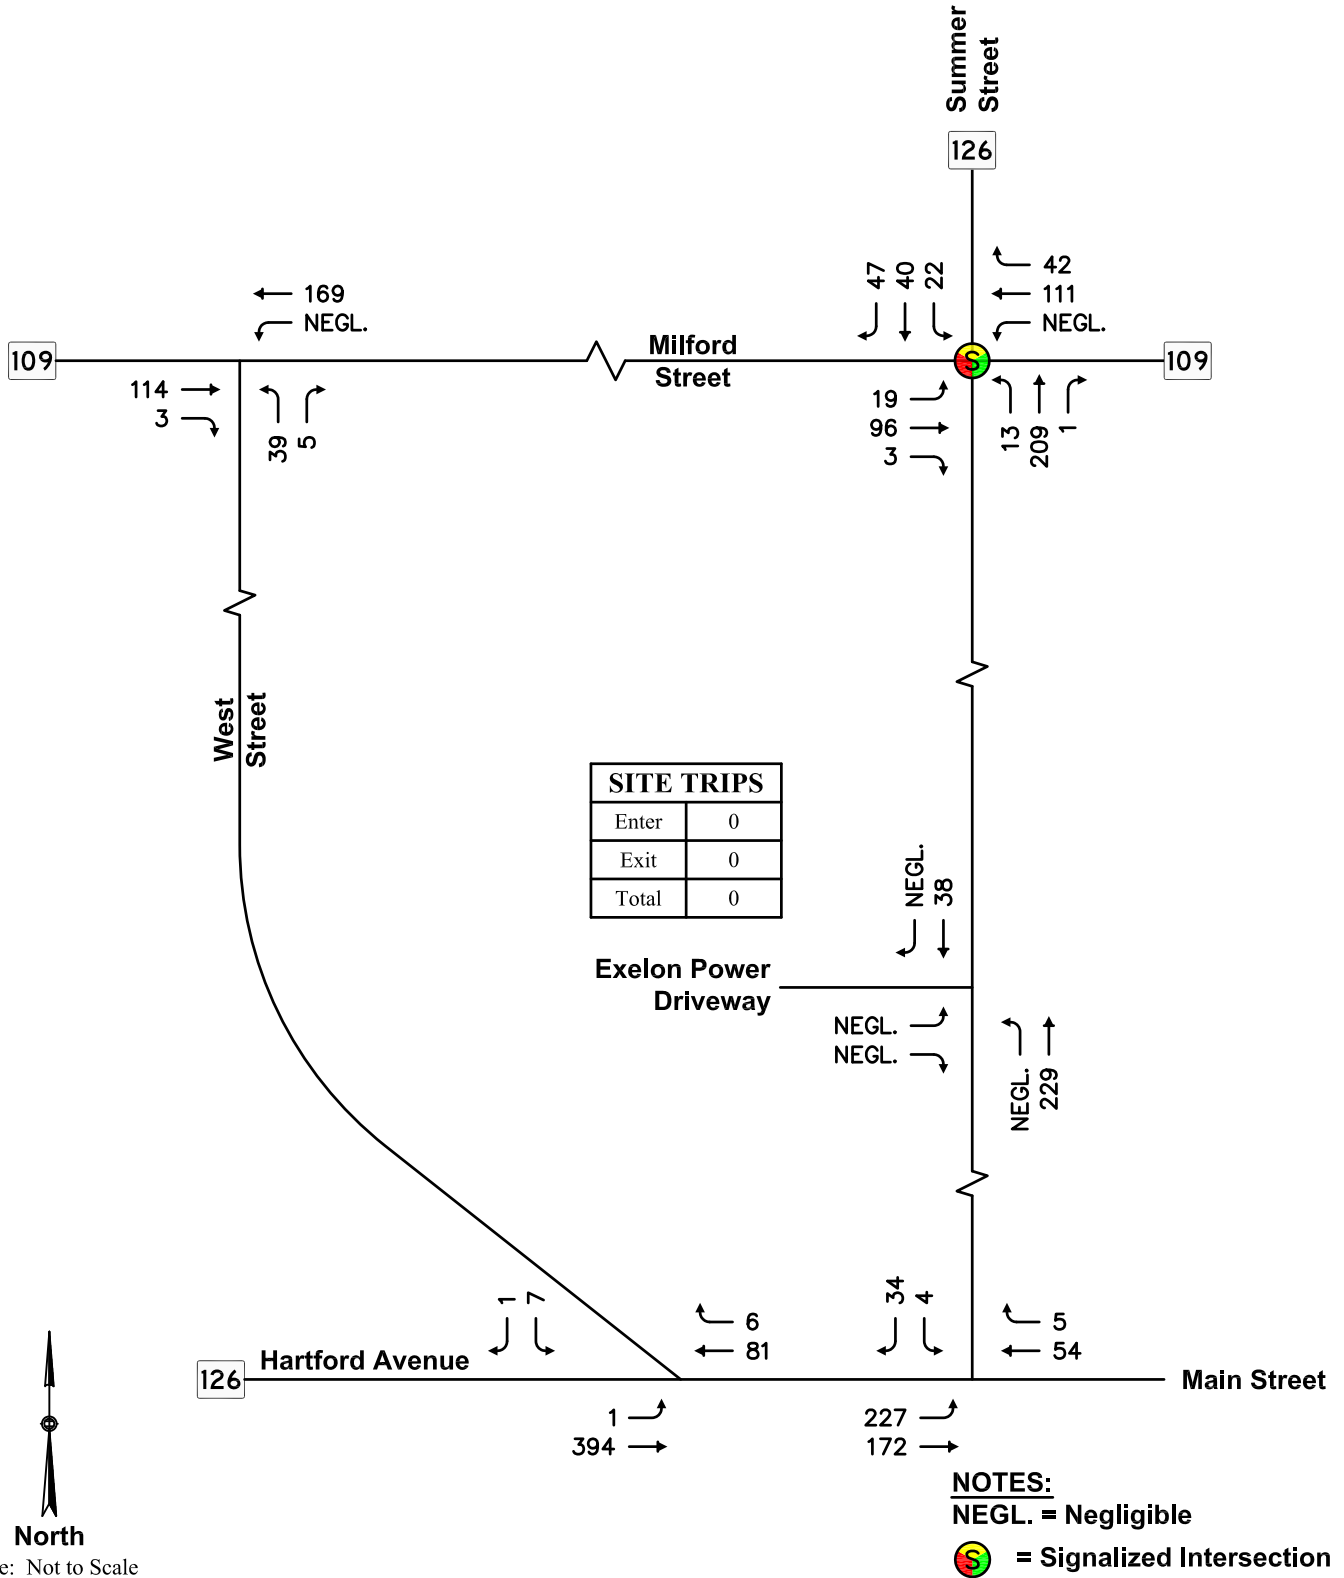 Summer
Street
126
47
40
22
42
111
NEGL.
169
NEGL.
109
Milford
Street
S
109
114
3
39
5
19
96
3
13
209
1
West
Street
SITE TRIPS
Enter 0
Exit 0
Total 0
NEGL.
38
Exelon Power
Driveway
NEGL.
NEGL.
NEGL.
229
1
7
6
81
34
4
5
54
126
Hartford Avenue
Main Street
1
394
227
172
North
e: Not to Scale
NOTES:
NEGL. = Negligible
S = Signalized Intersection